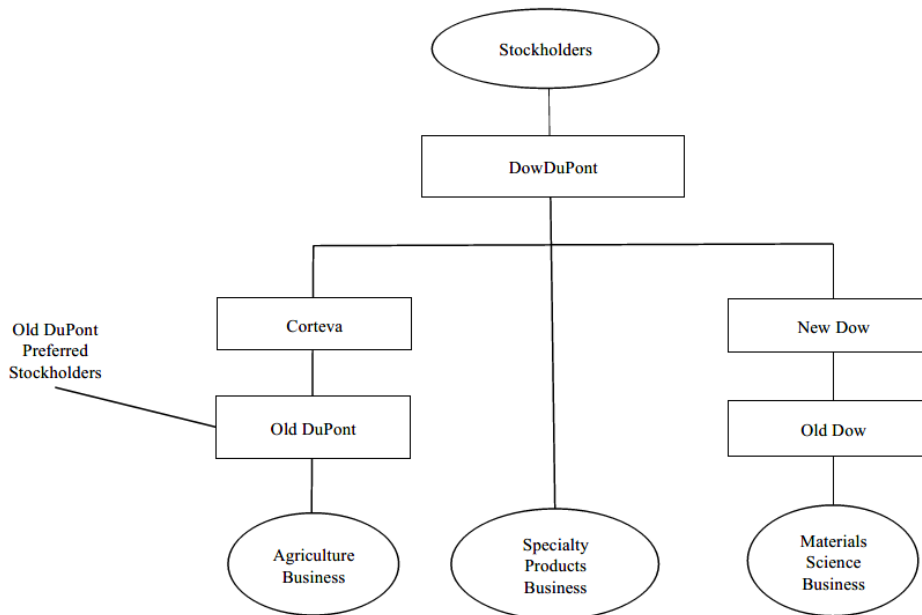 Stockholders
DowDuPont
Corteva
New Dow
Old DuPont
Preferred
Stockholders
Old DuPont
Old Dow
Agriculture
Business
Specialty
Products
Business
Materials
Science
Business